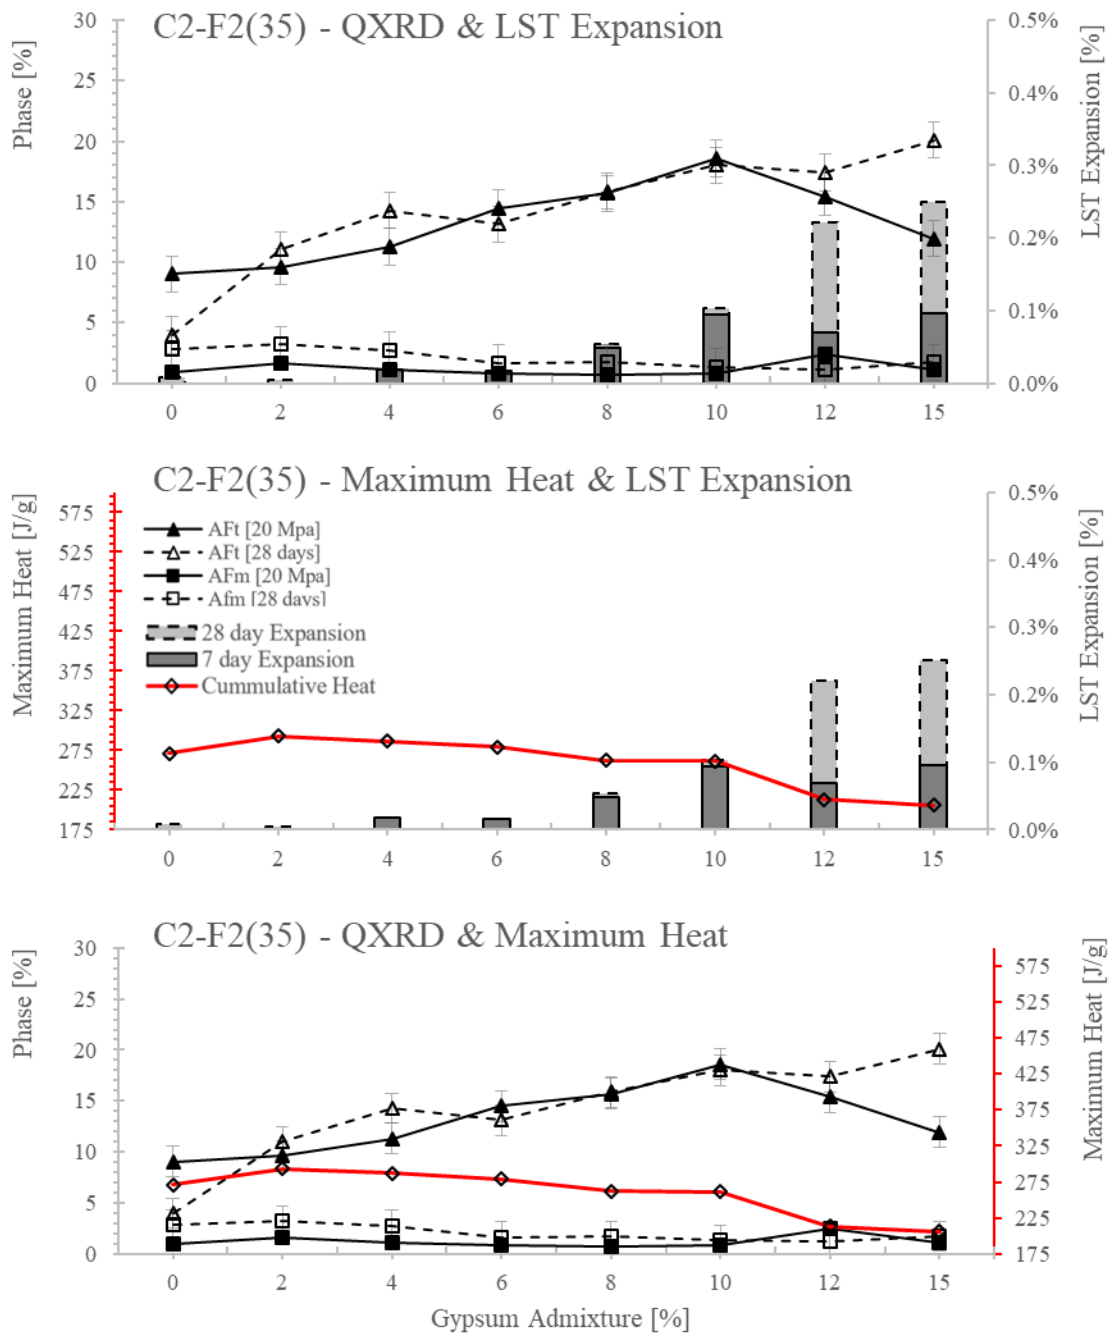 C2-F2(35) - QXRD & LST Expansion
Phase [%]
30
25
20
15
10
5
0
0.5%
0.4%
0.3%
0.2%
0.1%
0.0%
LST Expansion [%]
0 2 4 6 8 10 12 15
C2-F2(35) - Maximum Heat & LST Expansion
Maximum Heat [J/g]
575
525
475
425
375
325
275
225
175
AFt [20 Mpa]
AFt [28 days]
AFm [20 Mpa]
Afm [28 days]
28 day Expansion
7 day Expansion
Cummulative Heat
0.5%
0.4%
0.3%
0.2%
0.1%
0.0%
LST Expansion [%]
0 2 4 6 8 10 12 15
C2-F2(35) - QXRD & Maximum Heat
Phase [%]
30
25
20
15
10
5
0
575
525
475
425
375
325
275
225
175
Maximum Heat [J/g]
0 2 4 6 8 10 12 15
Gypsum Admixture [%]